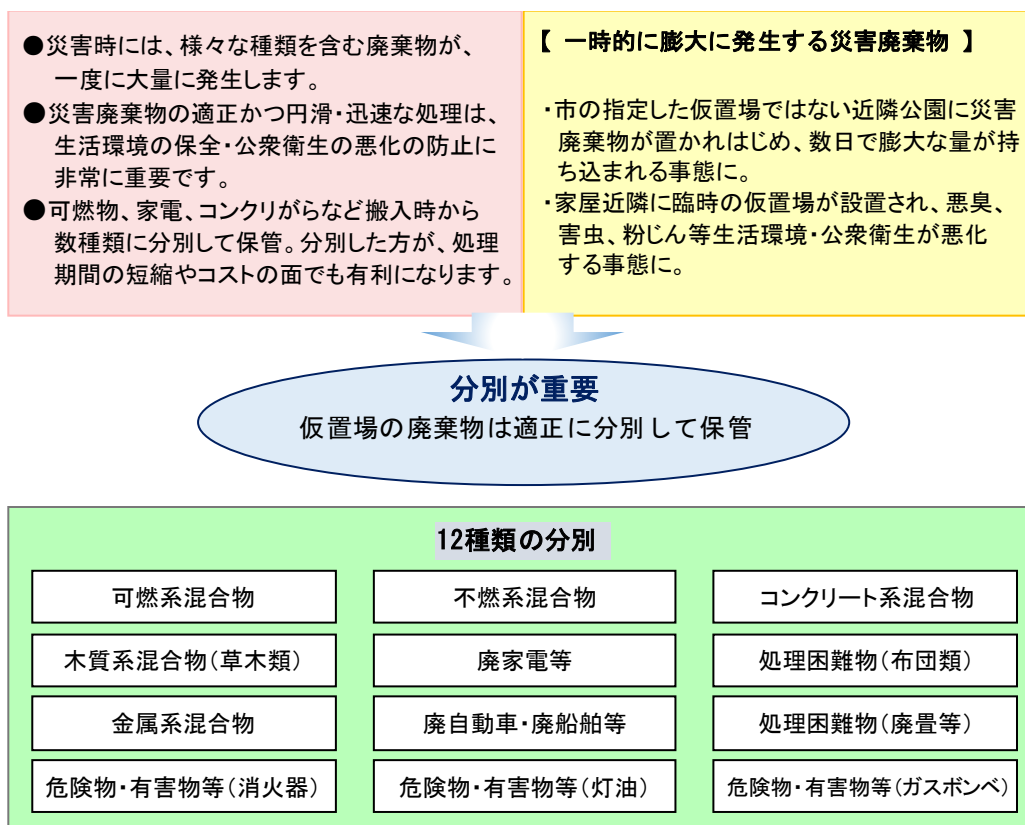 ●災害時には、様々な種類を含む廃棄物が、
一度に大量に発生します。
●災害廃棄物の適正かつ円滑・迅速な処理は、
生活環境の保全・公衆衛生の悪化の防止に
非常に重要です。
●可燃物、家電、コンクリがらなど搬入時から
数種類に分別して保管。分別した方が、処理
期間の短縮やコストの面でも有利になります。
【 一時的に膨大に発生する災害廃棄物 】
・市の指定した仮置場ではない近隣公園に災害
廃棄物が置かれはじめ、数日で膨大な量が持
ち込まれる事態に。
・家屋近隣に臨時の仮置場が設置され、悪臭、
害虫、粉じん等生活環境・公衆衛生が悪化
する事態に。
分別が重要
仮置場の廃棄物は適正に分別して保管
12種類の分別
可燃系混合物
不燃系混合物
コンクリート系混合物
木質系混合物(草木類)
廃家電等
処理困難物(布団類)
金属系混合物
廃自動車・廃船舶等
処理困難物(廃畳等)
危険物・有害物等(消火器)
危険物・有害物等(灯油)
危険物・有害物等(ガスボンベ)